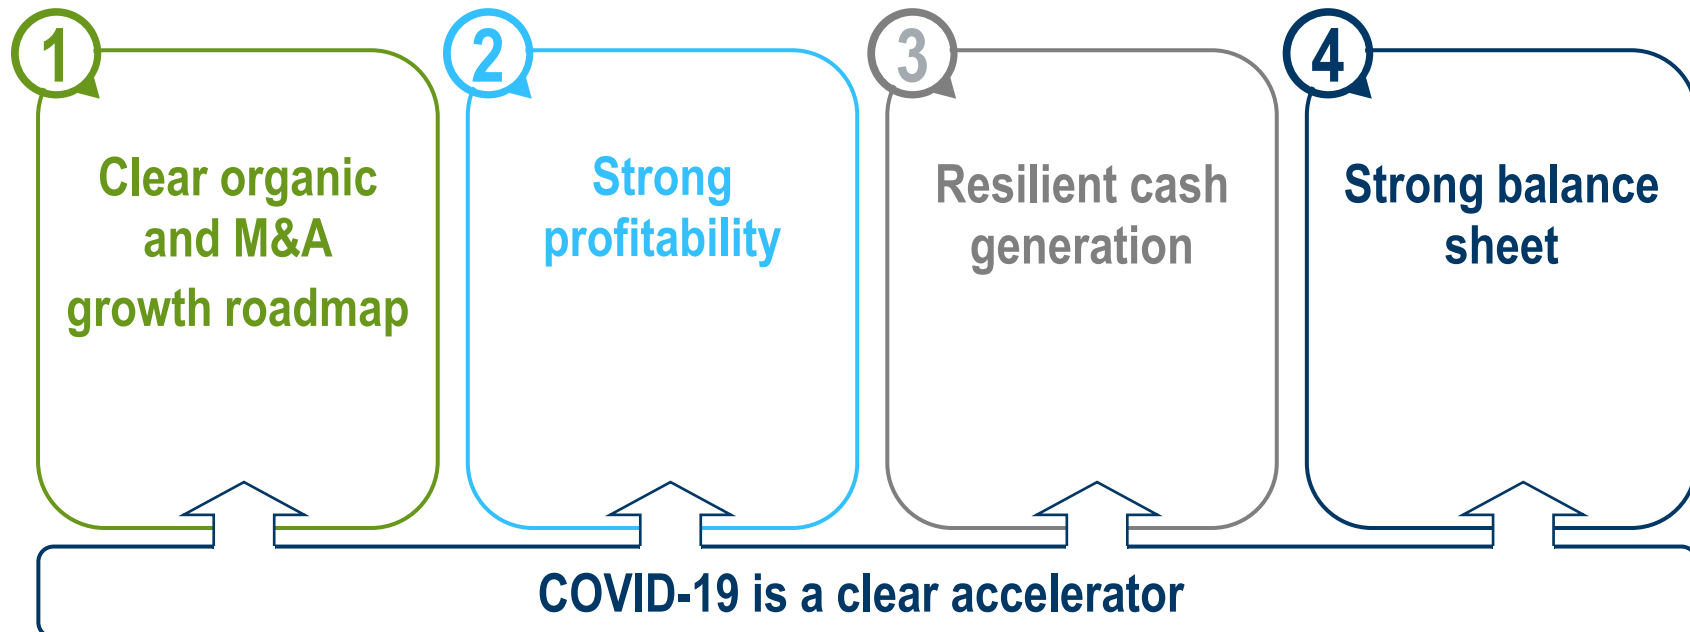 1
Clear organic
and M&A
growth roadmap
2
Strong
profitability
3
Resilient cash
generation
4
Strong balance
sheet
COVID-19 is a clear accelerator